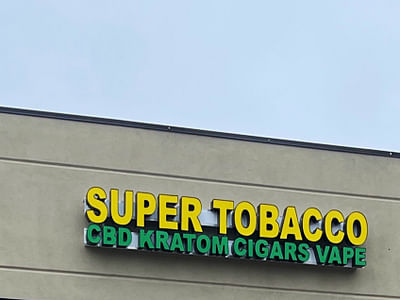 SUPER TOBACCO
CBD KRATOM CIGARS VAPE